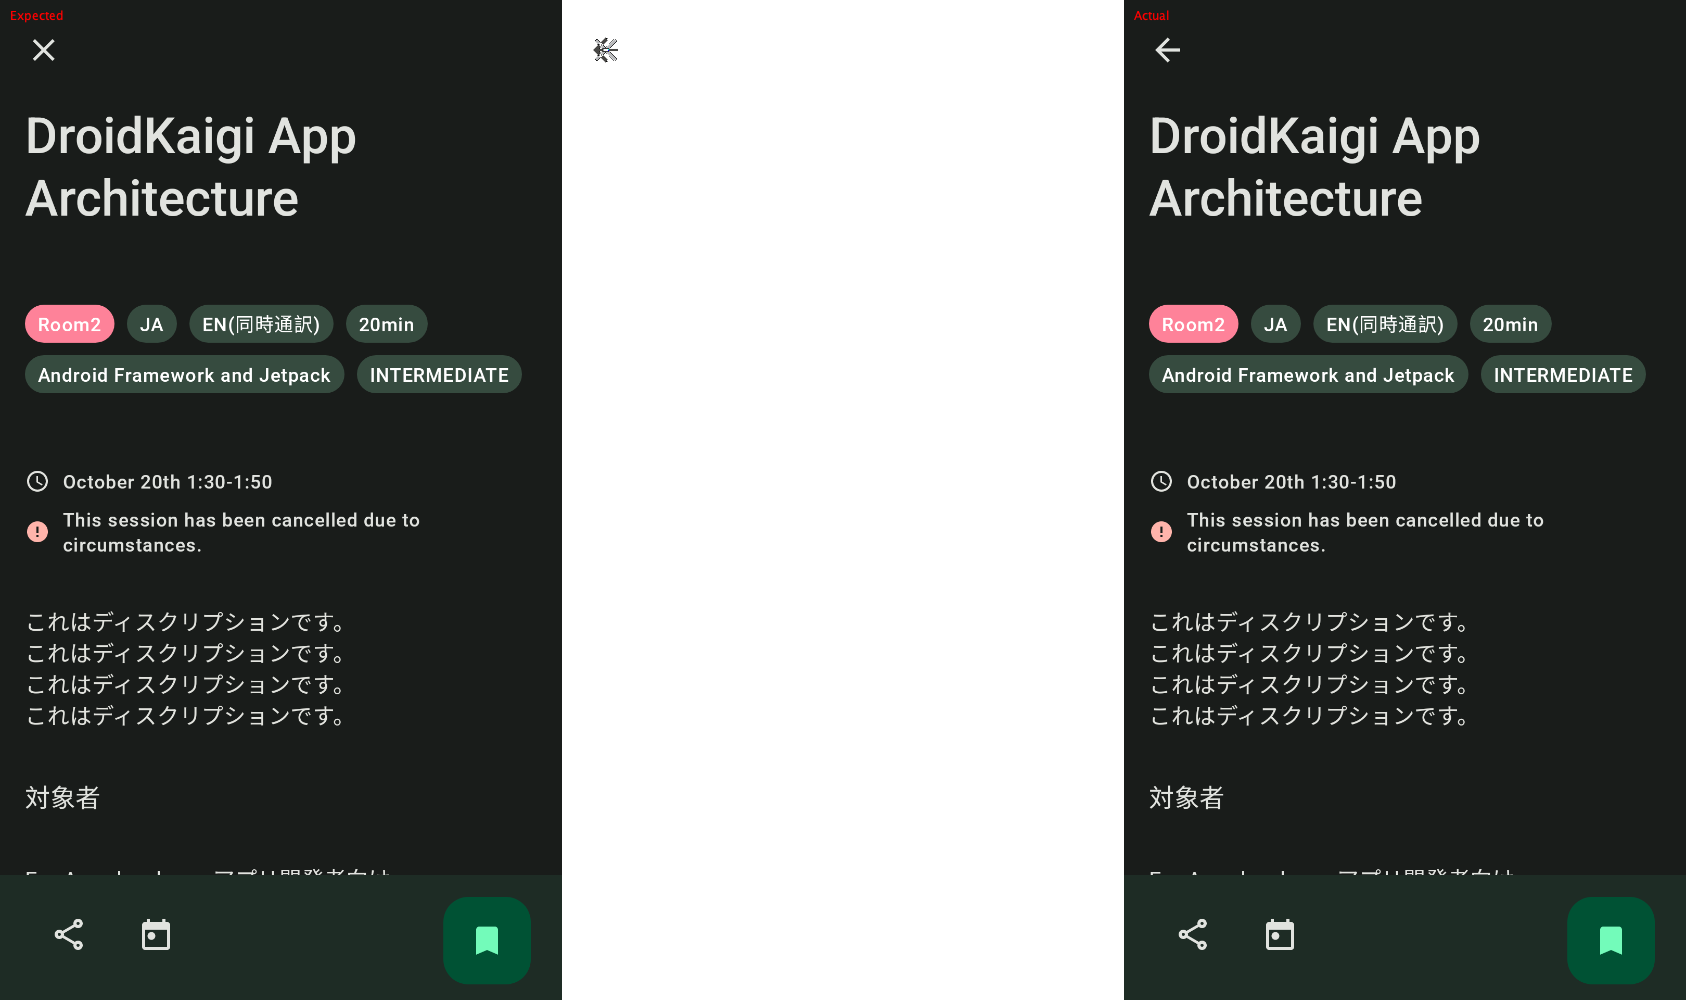 Expected
DroidKaigi App
Architecture
Room2
JA
EN(同時通訳)
20min
Android Framework and Jetpack
INTERMEDIATE
October 20th 1:30-1:50
This session has been cancelled due to
circumstances.
これはディスクリプションです。
これはディスクリプションです。
これはディスクリプションです。
これはディスクリプションです。
対象者
Actual
DroidKaigi App
Architecture
Room2
JA
EN(同時通訳)
20min
Android Framework and Jetpack
INTERMEDIATE
October 20th 1:30-1:50
This session has been cancelled due to
circumstances.
これはディスクリプションです。
これはディスクリプションです。
これはディスクリプションです。
これはディスクリプションです。
対象者